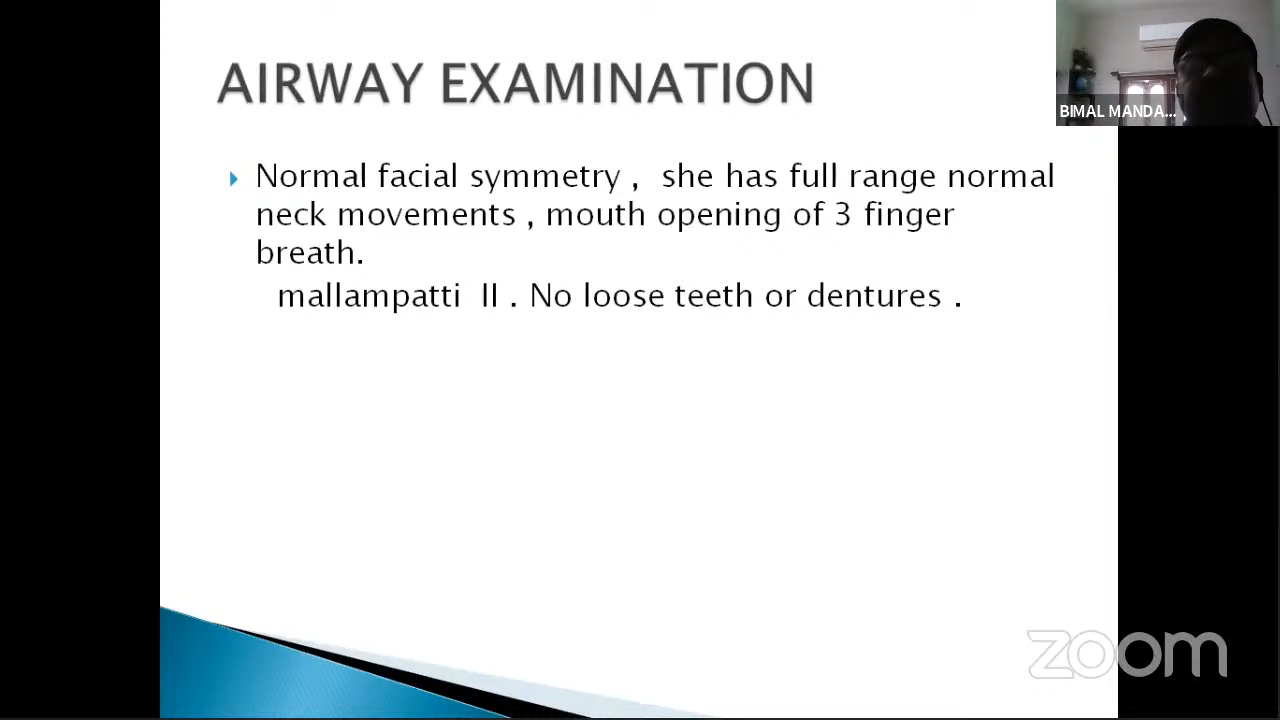 AIRWAY EXAMINATION
BIMAL MANDA...
Normal facial symmetry , she has full range normal
neck movements , mouth opening of 3 finger
breath.
mallampatti II . No loose teeth or dentures .
zoom